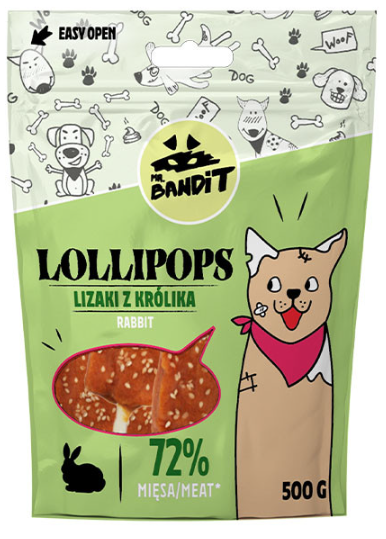 EASY OPEN
WOOF
DOG
DOG
MR.
BANDIT
LOLLIPOPS
LIZAKI Z KRÓLIKA
RABBIT
72%
MIĘSA/MEAT*
500 G